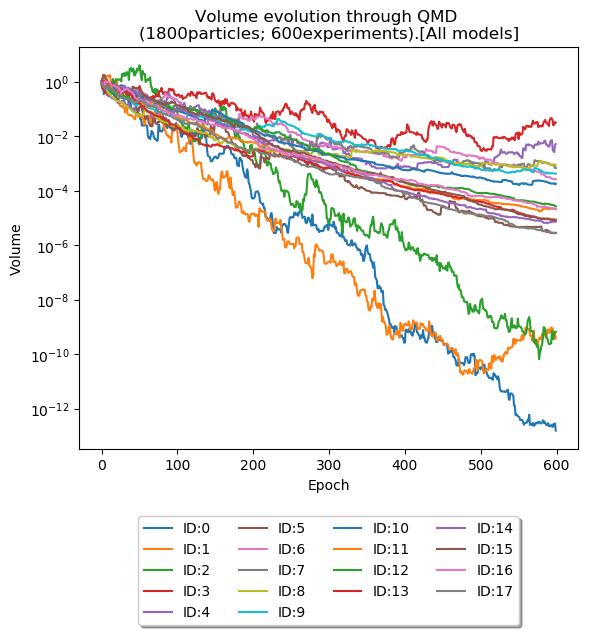 Volume evolution through QMD
(1800particles; 600experiments).[All models]
10⁰
10⁻²
10⁻⁴
10⁻⁶
10⁻⁸
10⁻¹⁰
10⁻¹²
Volume
0 100 200 300 400 500 600
Epoch
ID:0 ID:5 ID:10 ID:14
ID:1 ID:6 ID:11 ID:15
ID:2 ID:7 ID:12 ID:16
ID:3 ID:8 ID:13 ID:17
ID:4 ID:9